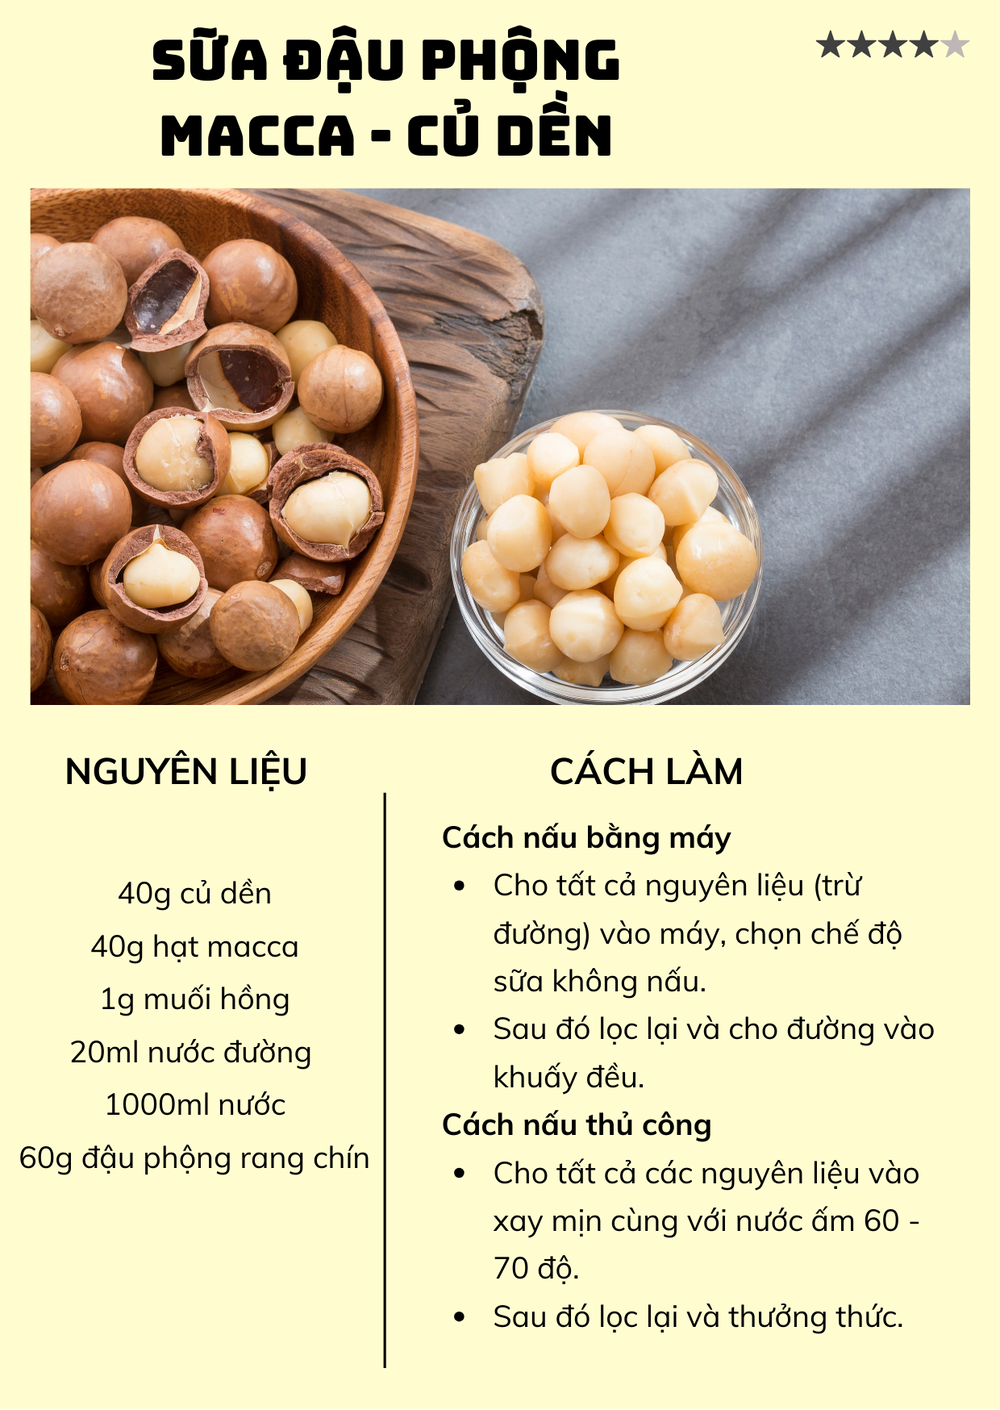 SỮA ĐẬU PHỘNG
MACCA - CỦ DỀN
NGUYÊN LIỆU
40g củ dền
40g hạt macca
1g muối hồng
20ml nước đường
1000ml nước
60g đậu phộng rang chín
CÁCH LÀM
Cách nấu bằng máy
• Cho tất cả nguyên liệu (trừ
đường) vào máy, chọn chế độ
sữa không nấu.
• Sau đó lọc lại và cho đường vào
khuấy đều.
Cách nấu thủ công
• Cho tất cả các nguyên liệu vào
xay mịn cùng với nước ấm 60 -
70 độ.
• Sau đó lọc lại và thưởng thức.